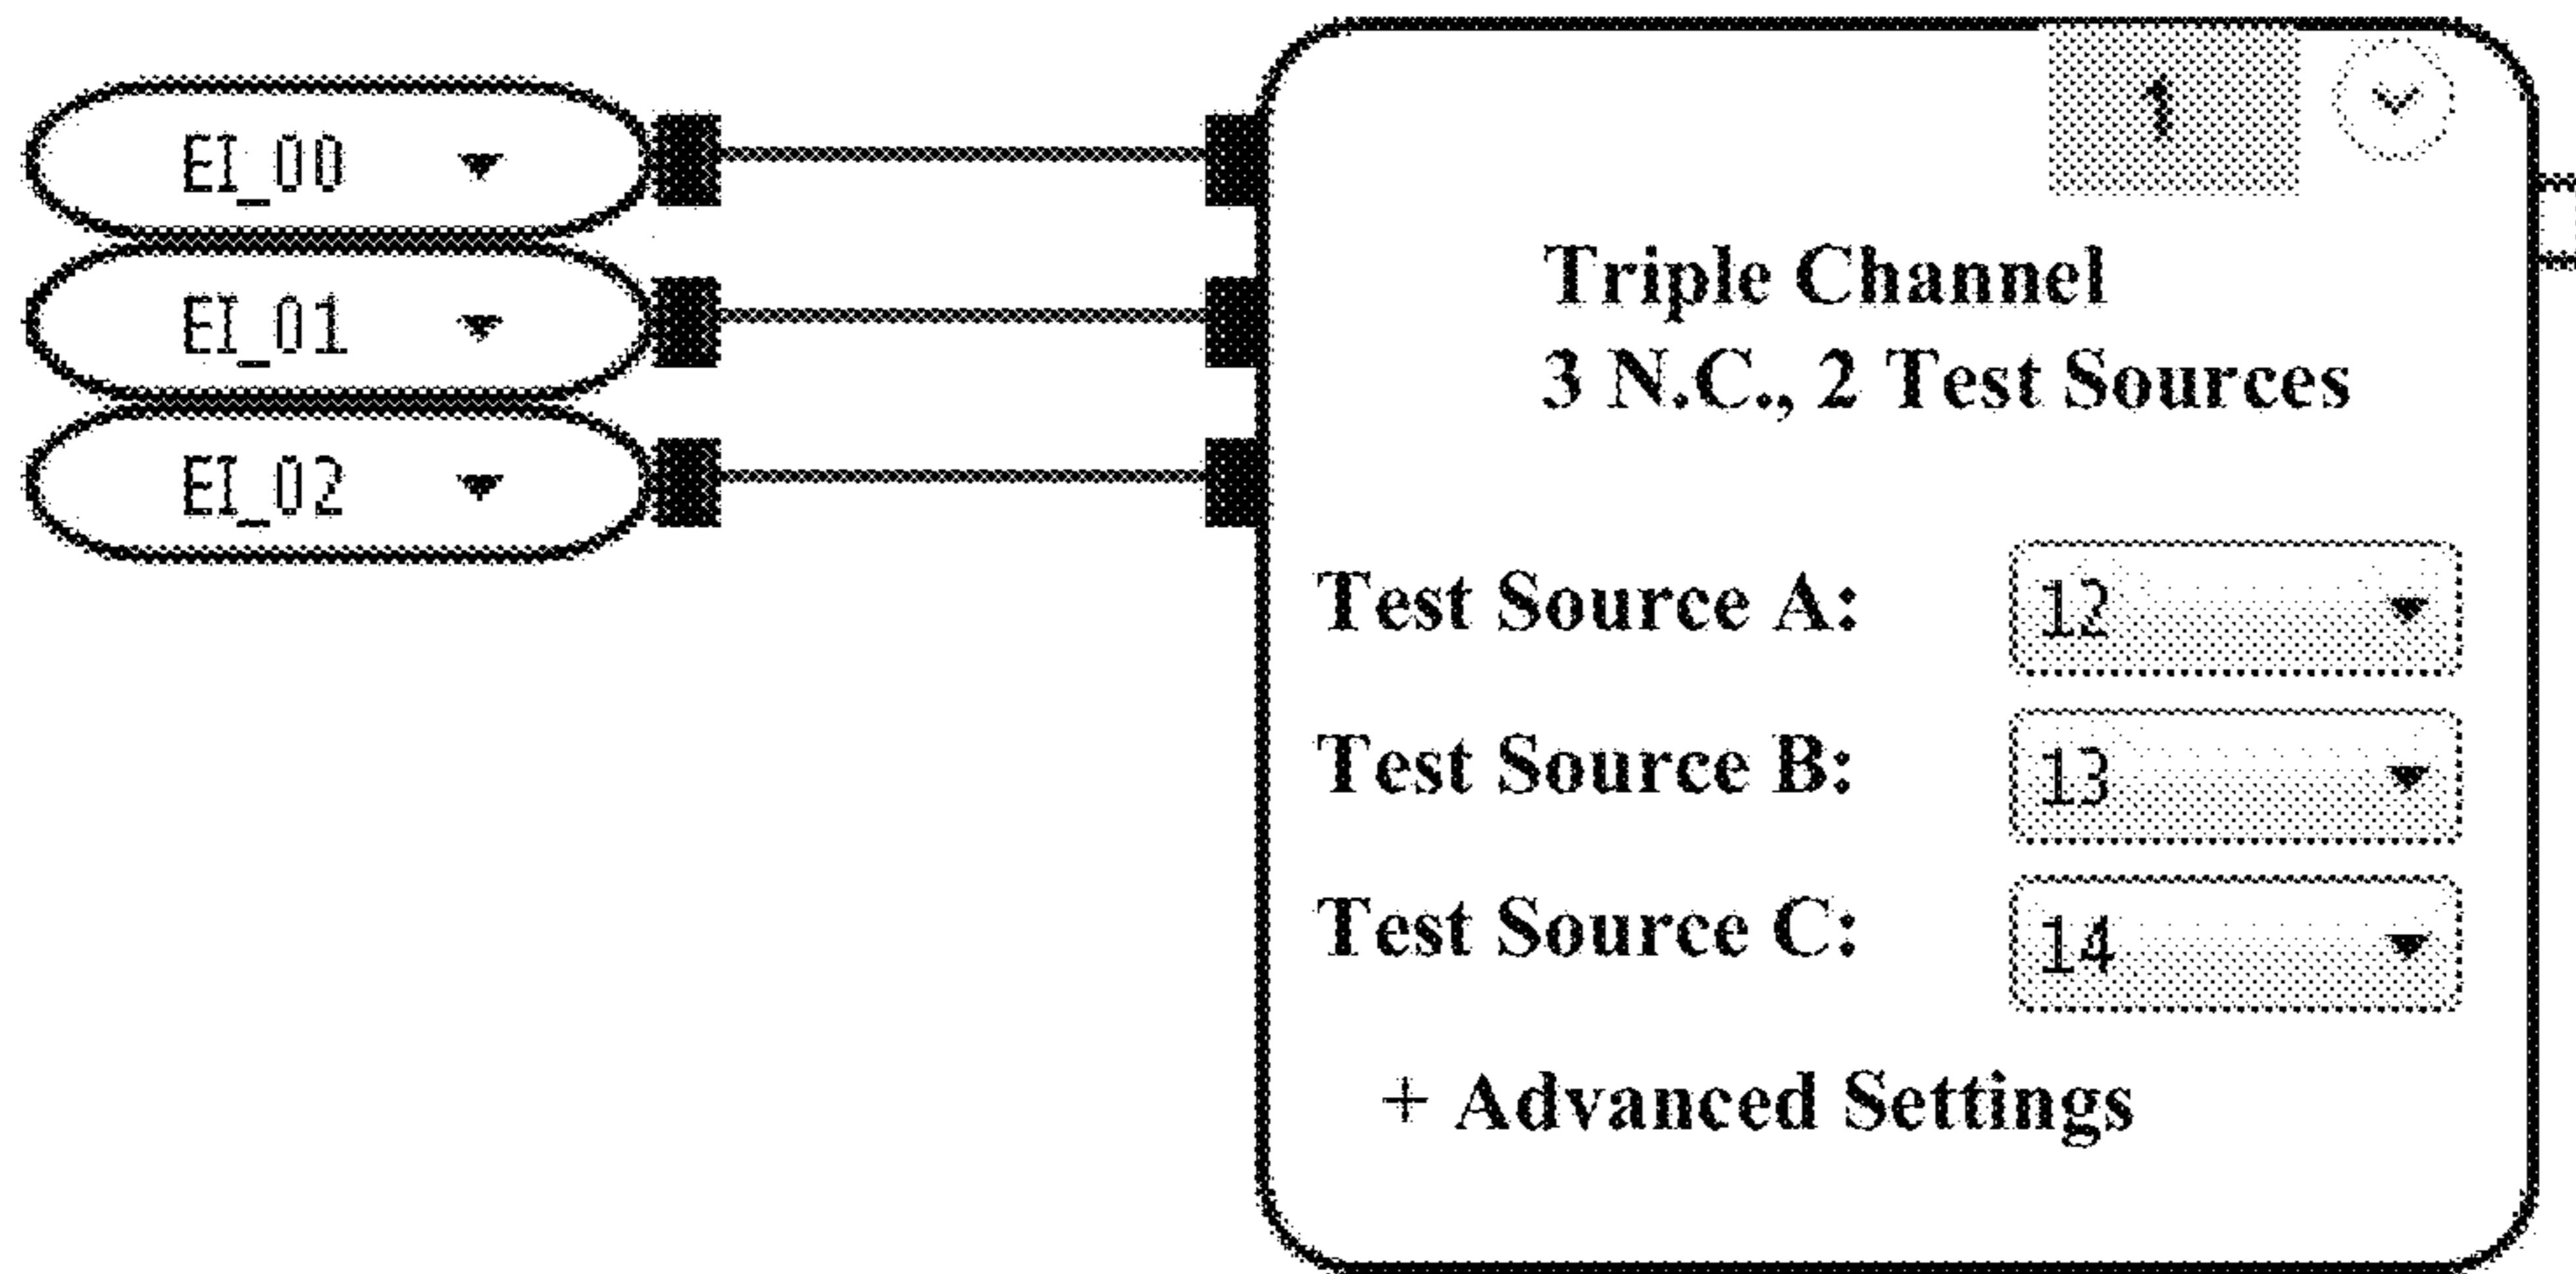 EI_00
EI_01
EI_02
1
Triple Channel
3 N.C., 2 Test Sources
Test Source A: 12
Test Source B: 13
Test Source C: 14
+ Advanced Settings